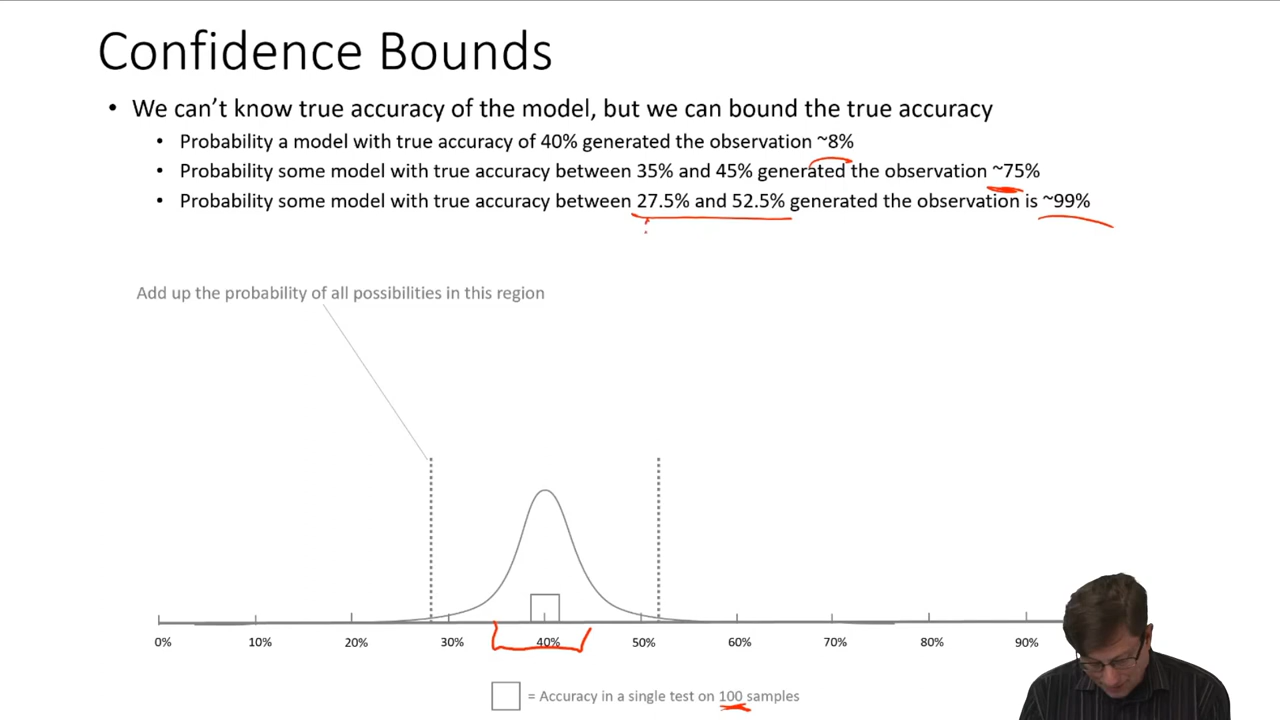 Confidence Bounds
• We can't know true accuracy of the model, but we can bound the true accuracy
• Probability a model with true accuracy of 40% generated the observation ~8%
• Probability some model with true accuracy between 35% and 45% generated the observation ~75%
• Probability some model with true accuracy between 27.5% and 52.5% generated the observation is ~99%
Add up the probability of all possibilities in this region
0% 10% 20% 30% 40% 50% 60% 70% 80% 90%
= Accuracy in a single test on 100 samples